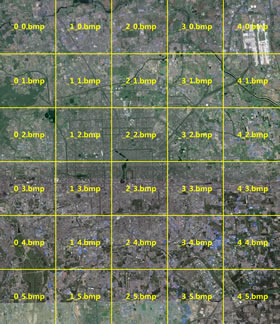 0_0.bmp 1_0.bmp 2_0.bmp 3_0.bmp 4_0.bmp
0_1.bmp 1_1.bmp 2_1.bmp 3_1.bmp 4_1.bmp
0_2.bmp 1_2.bmp 2_2.bmp 3_2.bmp 4_2.bmp
0_3.bmp 1_3.bmp 2_3.bmp 3_3.bmp 4_3.bmp
0_4.bmp 1_4.bmp 2_4.bmp 3_4.bmp 4_4.bmp
0_5.bmp 1_5.bmp 2_5.bmp 3_5.bmp 4_5.bmp